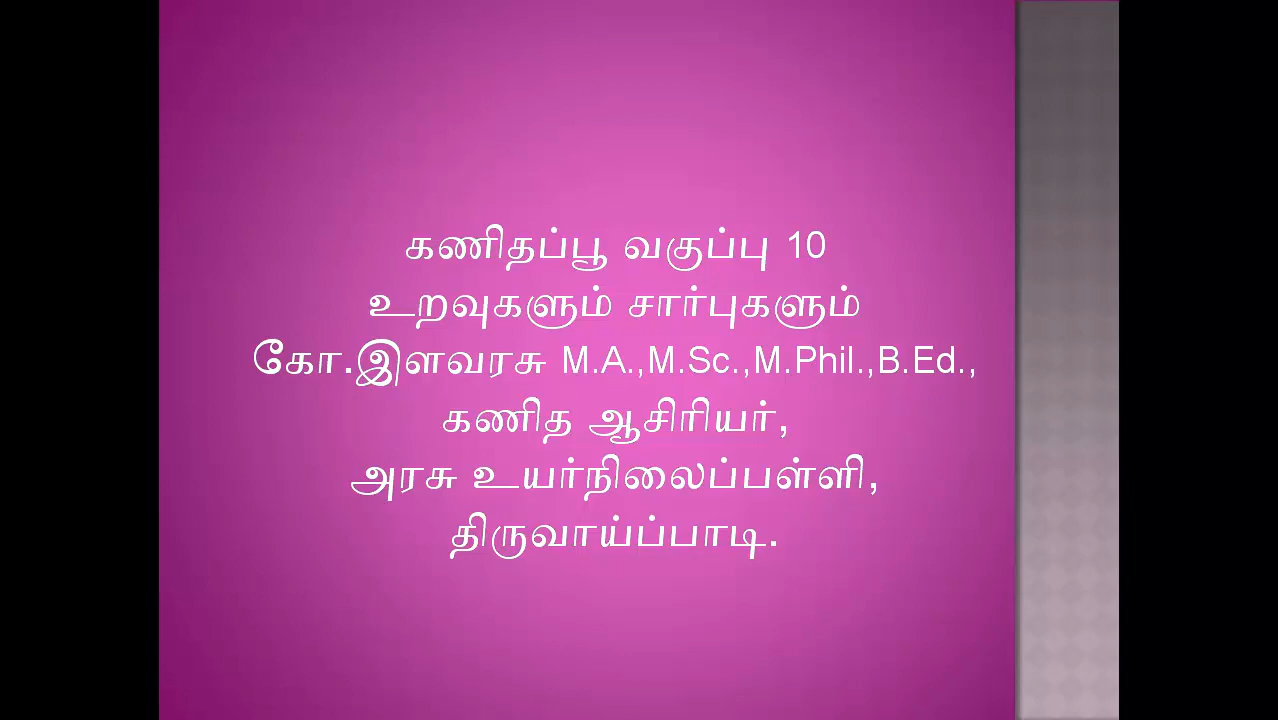 கணிதப்பூ வகுப்பு 10
உறவுகளும் சார்புகளும்
கோ.இளவரசு M.A.,M.Sc.,M.Phil.,B.Ed.,
கணித ஆசிரியர்,
அரசு உயர்நிலைப்பள்ளி,
திருவாய்ப்பாடி.